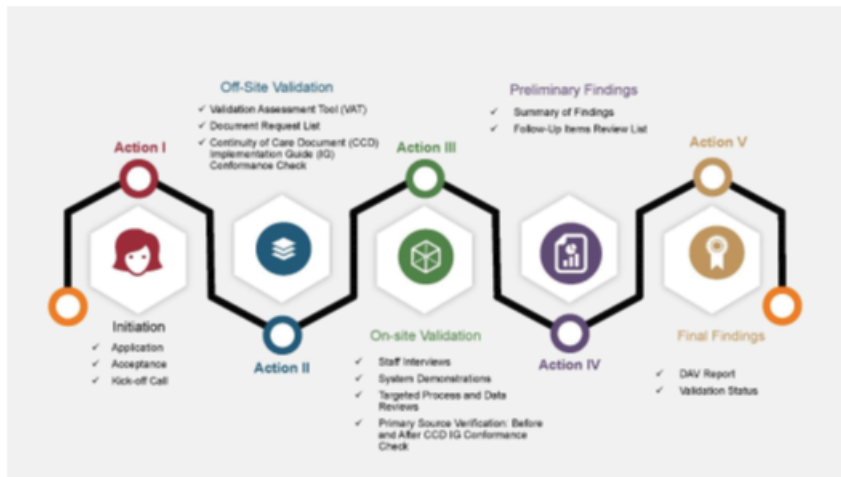 Off-Site Validation
✓ Validation Assessment Tool (VAT)
✓ Document Request List
✓ Continuity of Care Document (CCD)
Implementation Guide (IG)
Conformance Check
Preliminary Findings
✓ Summary of Findings
✓ Follow-Up Items Review List
Action I
Action III
Action V
Initiation
✓ Application
✓ Acceptance
✓ Kick-off Call
Action II
On-site Validation
✓ Staff Interviews
✓ System Demonstrations
✓ Targeted Process and Data
Reviews
✓ Primary Source Verification: Before
and After CCD IG Conformance
Check
Action IV
Final Findings
✓ DAV Report
✓ Validation Status